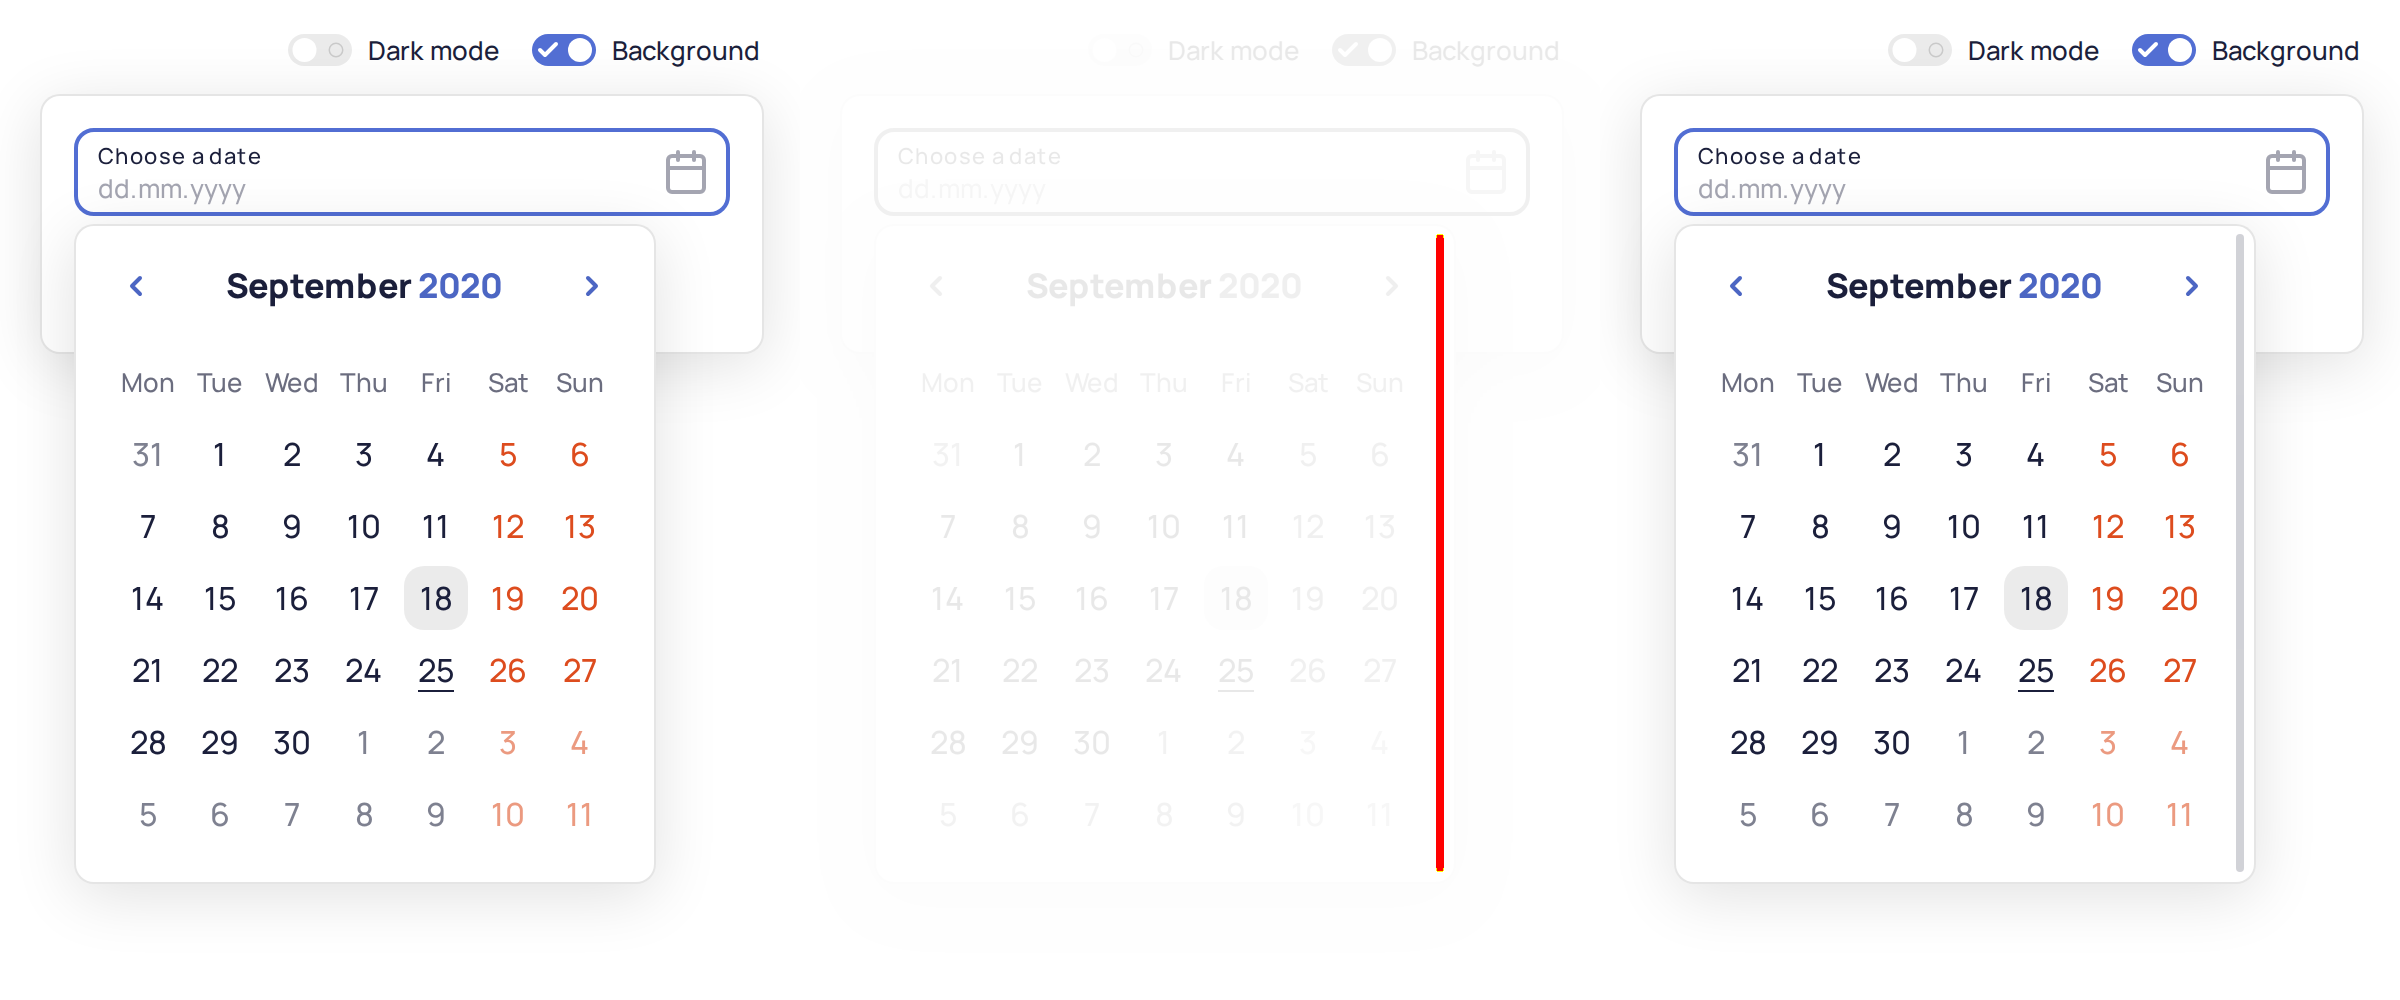 Dark mode Background
Choose a date
dd.mm.yyyy
September 2020
Mon Tue Wed Thu Fri Sat Sun
31 1 2 3 4 5 6
7 8 9 10 11 12 13
14 15 16 17 18 19 20
21 22 23 24 25 26 27
28 29 30 1 2 3 4
5 6 7 8 9 10 11
Dark mode Background
Choose a date
dd.mm.yyyy
September 2020
Mon Tue Wed Thu Fri Sat Sun
31 1 2 3 4 5 6
7 8 9 10 11 12 13
14 15 16 17 18 19 20
21 22 23 24 25 26 27
28 29 30 1 2 3 4
5 6 7 8 9 10 11
Dark mode Background
Choose a date
dd.mm.yyyy
September 2020
Mon Tue Wed Thu Fri Sat Sun
31 1 2 3 4 5 6
7 8 9 10 11 12 13
14 15 16 17 18 19 20
21 22 23 24 25 26 27
28 29 30 1 2 3 4
5 6 7 8 9 10 11